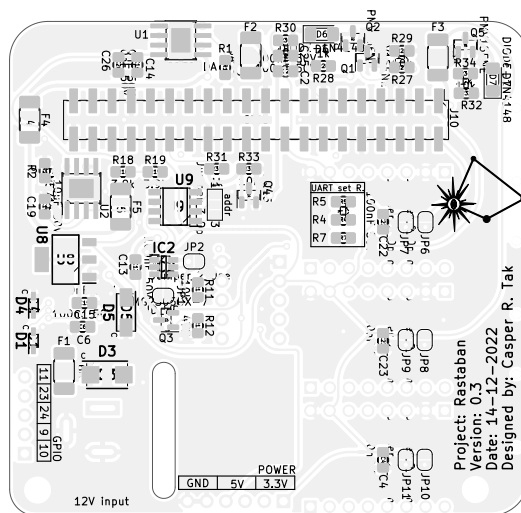 U1
F2
R30
D6
Q2
F3
Q5
R1
R29
C26
C14
Q1
R28
C2
R27
R34
D7
R32
F4
J10
R2
R18
R19
R31
R33
U9
addr
C19
U2
F5
UART set R.
R5
R4
R7
U8
IC2
JP2
C13
C22
JP7
JP6
R11
D4
D5
C6
R12
Q3
D1
F1
D3
C23
JP9
JP8
11
23
24
9
10
GPIO
POWER
GND 5V 3.3V
12V input
C4
JP11
JP10
Project: Rastaban
Version: 0.3
Date: 14-12-2022
Designed by: Casper R. Tak